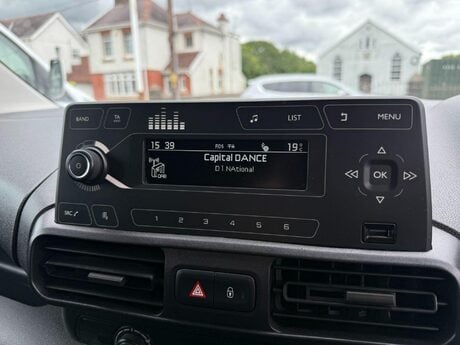 BAND
TA
LIST
MENU
15 39
RDS
19°C
Capital DANCE
D1 National
DAB
OK
SRC
1 2 3 4 5 6